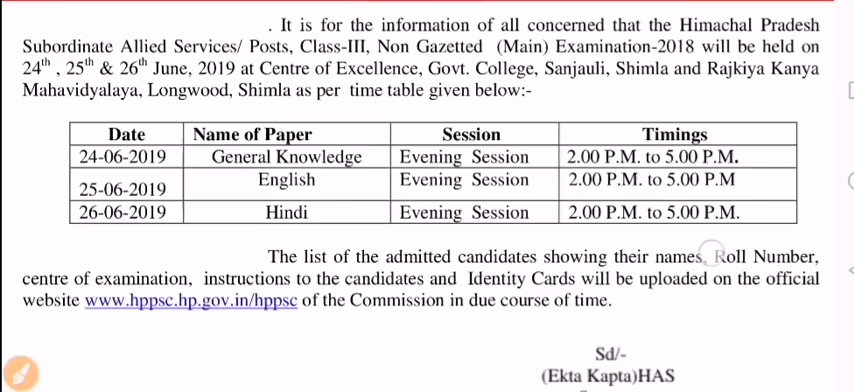 . It is for the information of all concerned that the Himachal Pradesh
Subordinate Allied Services/ Posts, Class-III, Non Gazetted (Main) Examination-2018 will be held on
24th , 25th & 26th June, 2019 at Centre of Excellence, Govt. College, Sanjauli, Shimla and Rajkiya Kanya
Mahavidyalaya, Longwood, Shimla as per time table given below:-
Date Name of Paper Session Timings
24-06-2019 General Knowledge Evening Session 2.00 P.M. to 5.00 P.M.
25-06-2019 English Evening Session 2.00 P.M. to 5.00 P.M
26-06-2019 Hindi Evening Session 2.00 P.M. to 5.00 P.M.
The list of the admitted candidates showing their names, Roll Number,
centre of examination, instructions to the candidates and Identity Cards will be uploaded on the official
website www.hppsc.hp.gov.in/hppsc of the Commission in due course of time.
Sd/-
(Ekta Kapta)HAS